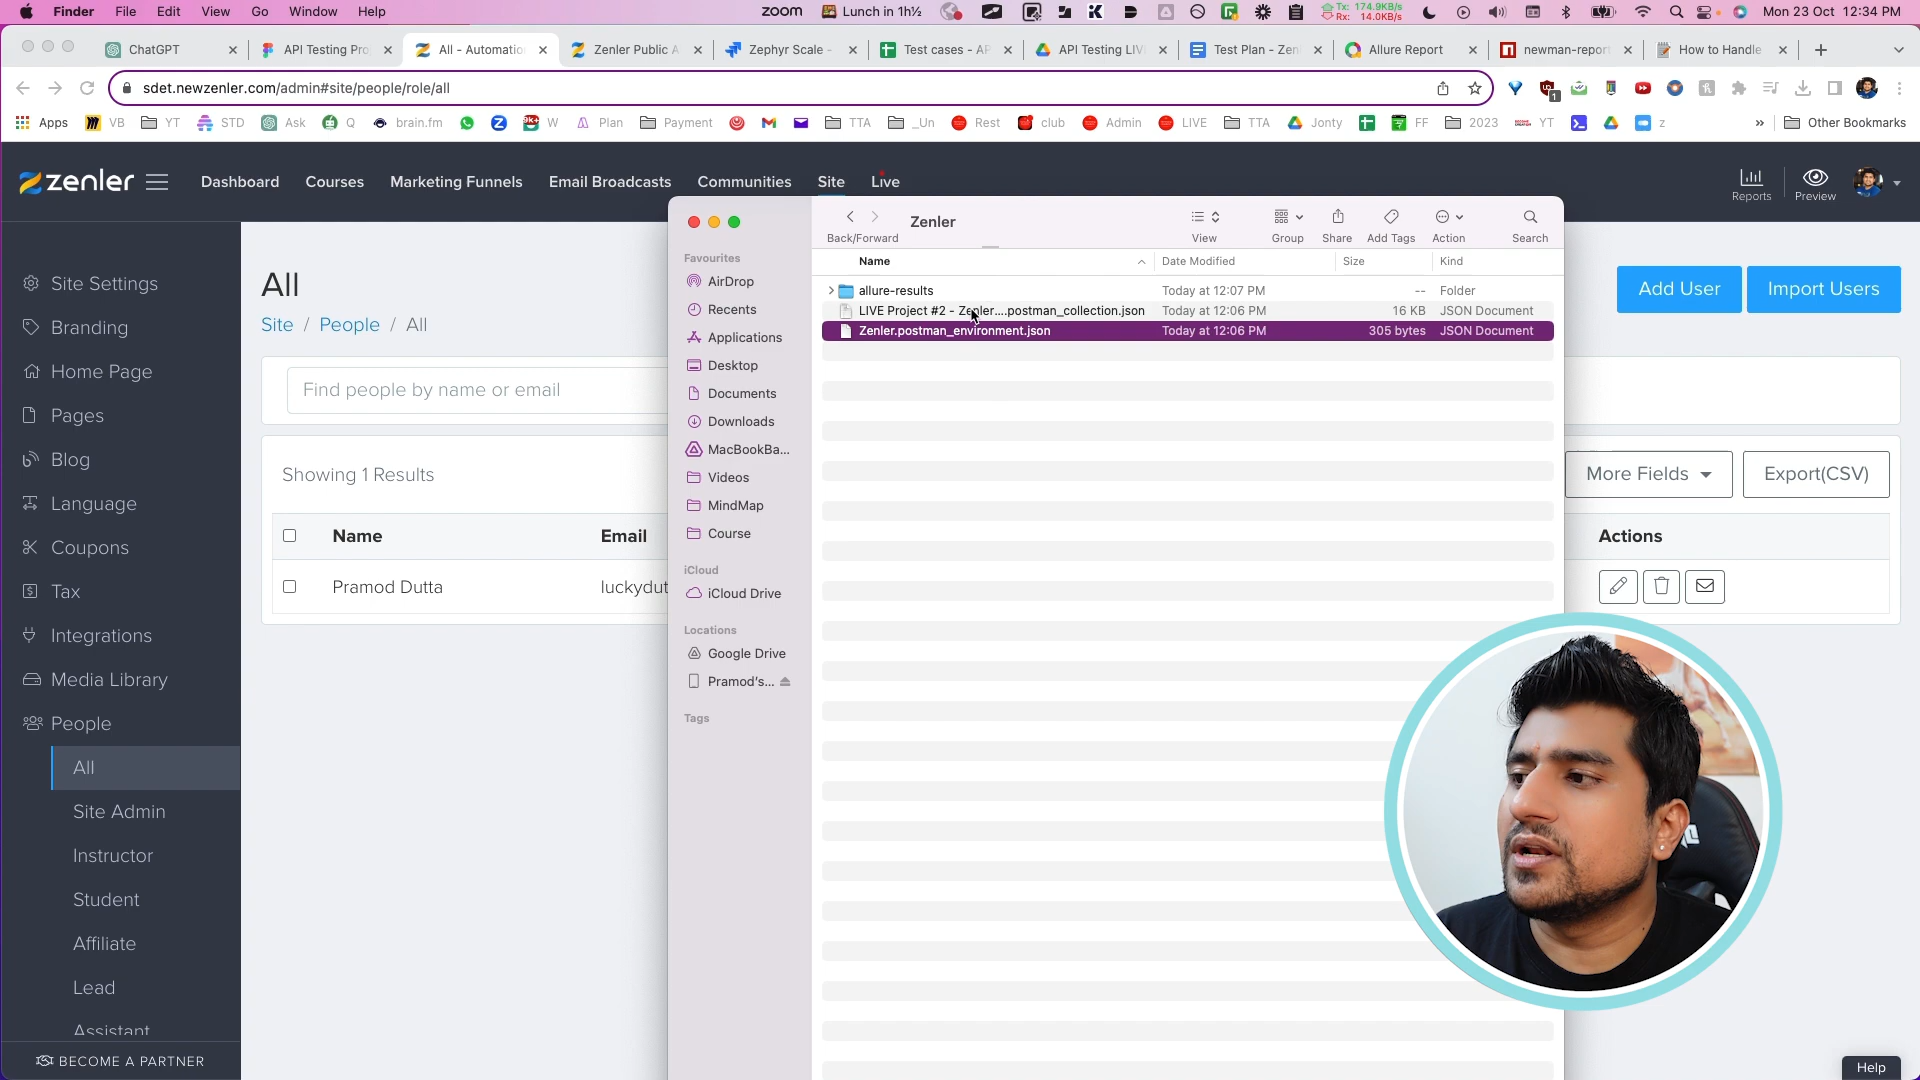 Finder File Edit View Go Window Help
zoom Lunch in 1h½ Tx: 174.9KB/s Rx: 14.0KB/s Mon 23 Oct 12:34 PM
ChatGPT API Testing Pro All - Automation Zenler Public A Zephyr Scale - Test cases - AP API Testing LIV Test Plan - Zen Allure Report newman-repor How to Handle
sdet.newzenler.com/admin#site/people/role/all
Apps VB YT STD Ask Q brain.fm W Plan Payment TTA _Un Rest club Admin LIVE TTA Jonty FF 2023 YT z » Other Bookmarks
zenler Dashboard Courses Marketing Funnels Email Broadcasts Communities Site Live Reports Preview
Site Settings
Branding
Home Page
Pages
Blog
Language
Coupons
Tax
Integrations
Media Library
People
All
Site Admin
Instructor
Student
Affiliate
Lead
Assistant
BECOME A PARTNER
All
Site / People / All
Add User Import Users
Find people by name or email
Showing 1 Results
More Fields Export(CSV)
Name Email Actions
Pramod Dutta luckydut
Back/Forward Zenler View Group Share Add Tags Action Search
Favourites
AirDrop
Recents
Applications
Desktop
Documents
Downloads
MacBookBa...
Videos
MindMap
Course
iCloud
iCloud Drive
Locations
Google Drive
Pramod's...
Tags
Name Date Modified Size Kind
allure-results Today at 12:07 PM -- Folder
LIVE Project #2 - Zenler....postman_collection.json Today at 12:06 PM 16 KB JSON Document
Zenler.postman_environment.json Today at 12:06 PM 305 bytes JSON Document
Help